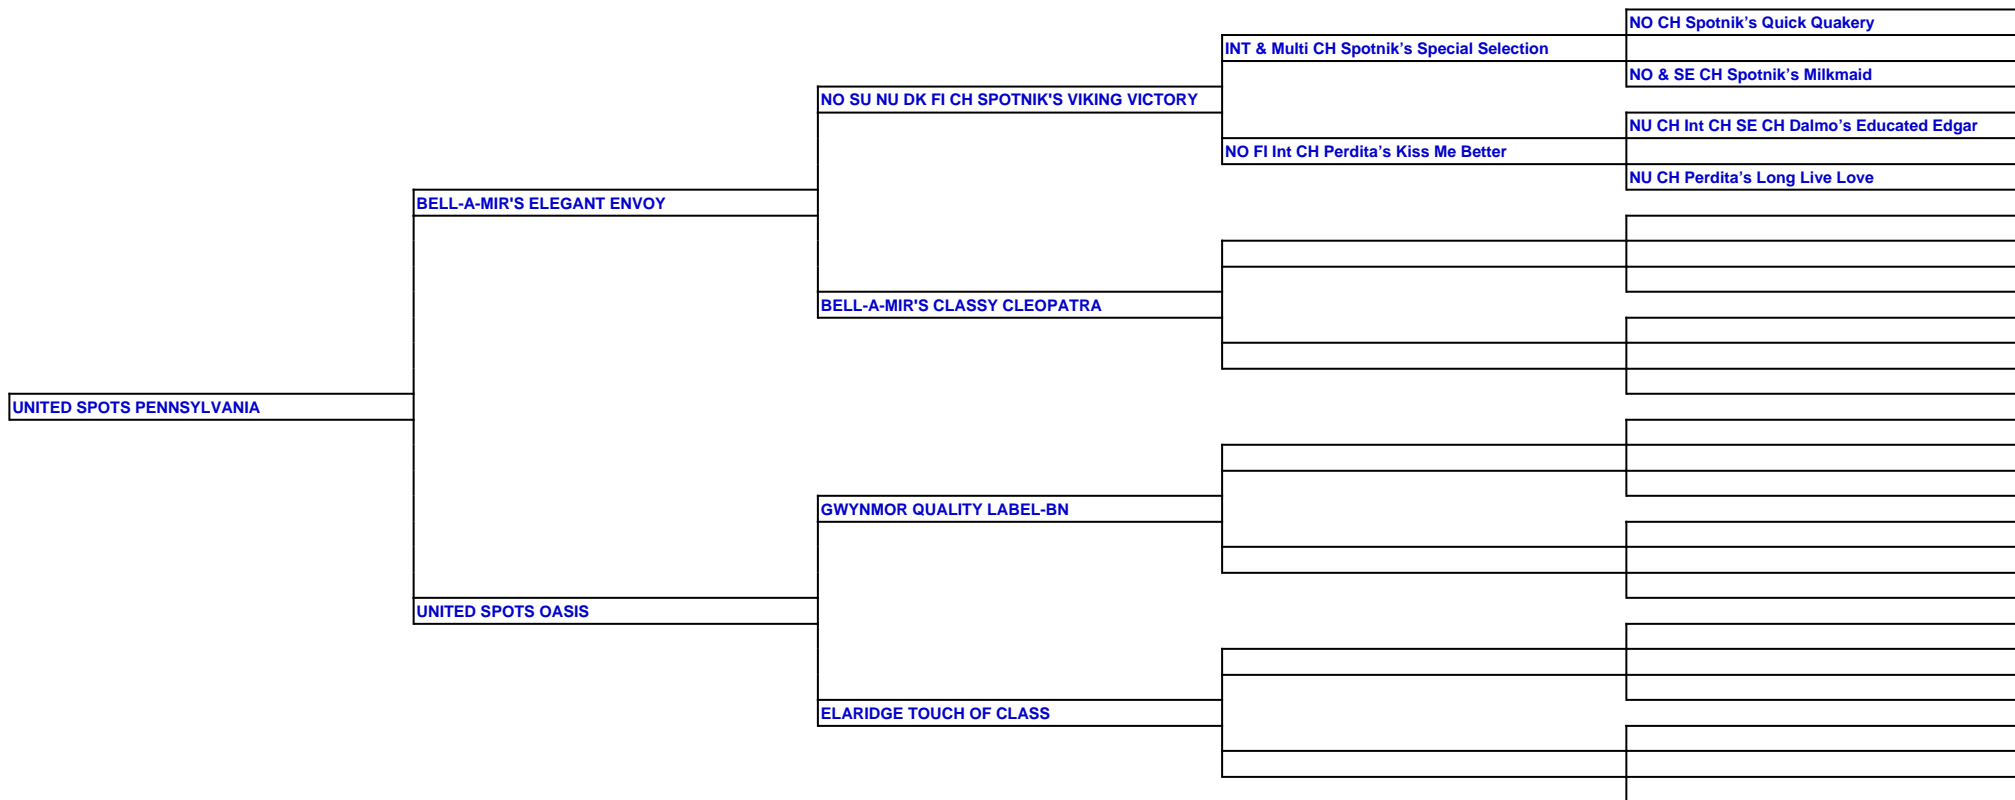 NO CH Spotnik’s Quick Quakery
INT & Multi CH Spotnik’s Special Selection
NO & SE CH Spotnik’s Milkmaid
NO SU NU DK FI CH SPOTNIK'S VIKING VICTORY
NU CH Int CH SE CH Dalmo’s Educated Edgar
NO FI Int CH Perdita’s Kiss Me Better
NU CH Perdita’s Long Live Love
BELL-A-MIR'S ELEGANT ENVOY
BELL-A-MIR'S CLASSY CLEOPATRA
UNITED SPOTS PENNSYLVANIA
GWYNMOR QUALITY LABEL-BN
UNITED SPOTS OASIS
ELARIDGE TOUCH OF CLASS